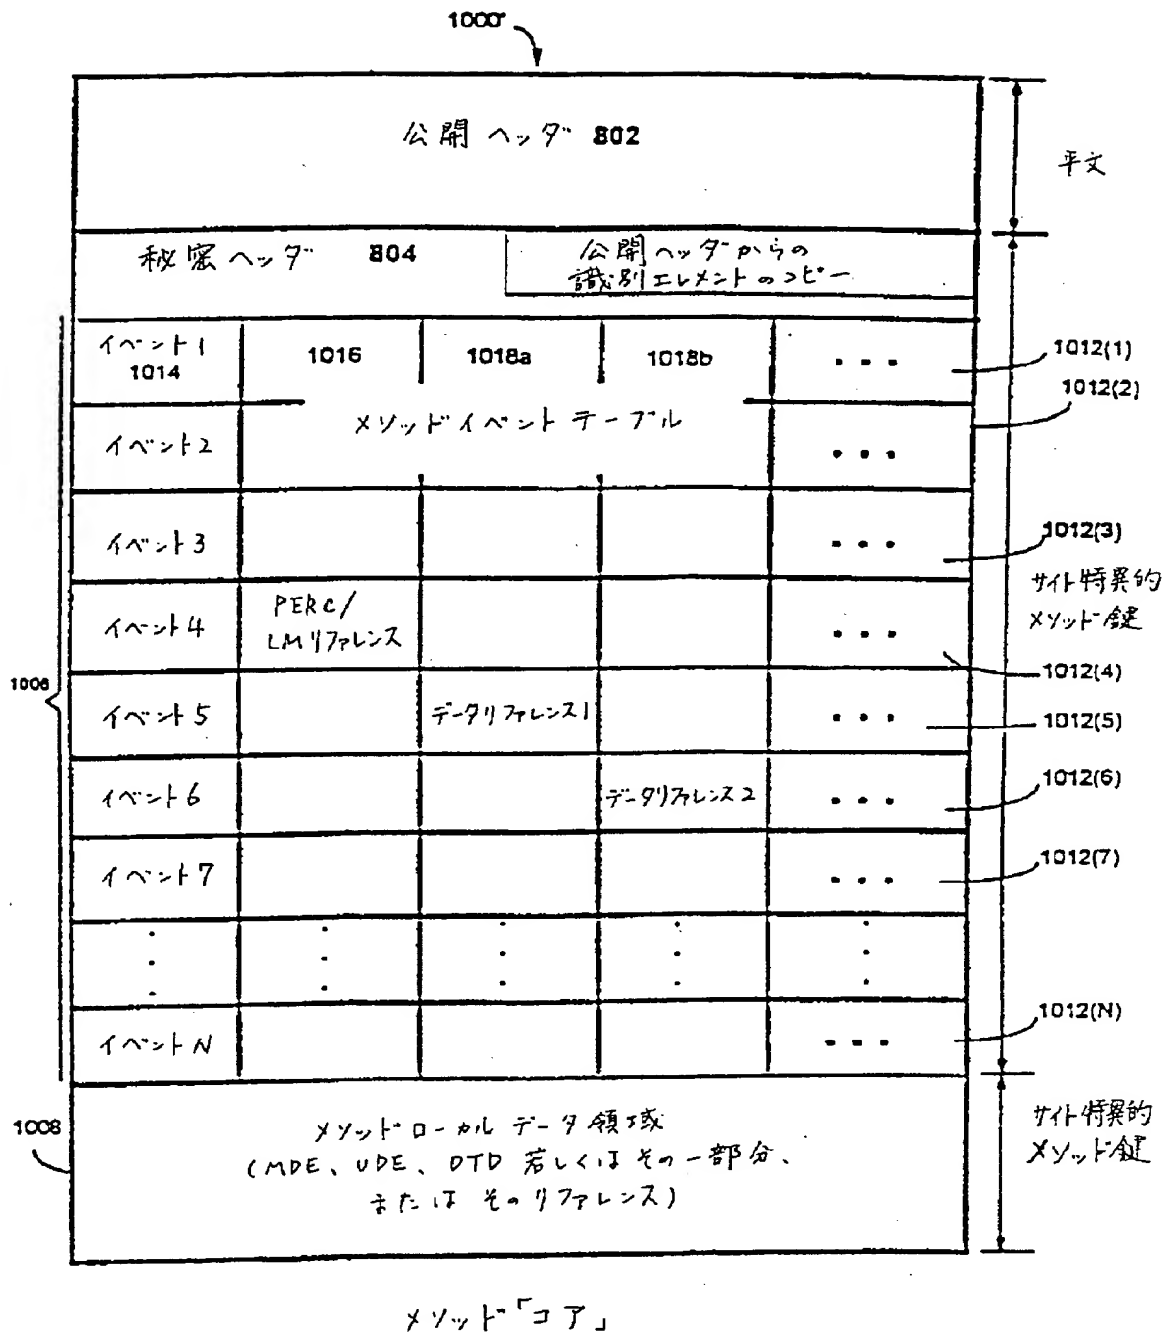 1000'
公開ヘッダ 802
平文
秘密ヘッダ 804
公開ヘッダからの
識別エレメントのコピー
イベント1
1014
1016
1018a
1018b
...
1012(1)
1012(2)
メソッドイベントテーブル
イベント2
...
イベント3
...
1012(3)
サイト特異的
メソッド鍵
イベント4
PERC/
LMリファレンス
...
1012(4)
1006
イベント5
データリファレンス1
...
1012(5)
イベント6
データリファレンス2
...
1012(6)
イベント7
...
1012(7)
イベントN
...
1012(N)
1008
メソッドローカルデータ領域
(MDE、UDE、DTD 若しくはその一部分、
またはそのリファレンス)
サイト特異的
メソッド鍵
メソッド「コア」